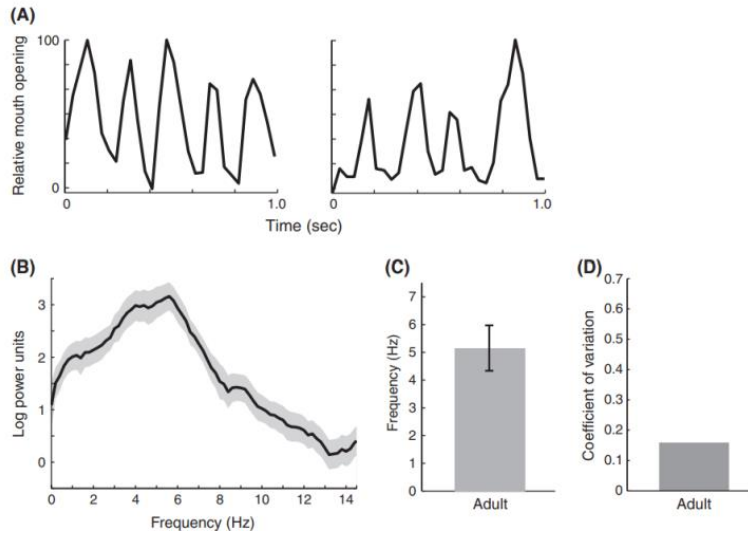 (A)
Relative mouth opening
100
0
0
1.0
0
1.0
Time (sec)
(B)
Log power units
3
2
1
0
0
2
4
6
8
10
12
14
Frequency (Hz)
(C)
Frequency (Hz)
7
6
5
4
3
2
1
0
Adult
(D)
Coefficient of variation
0.7
0.6
0.5
0.4
0.3
0.2
0.1
0
Adult